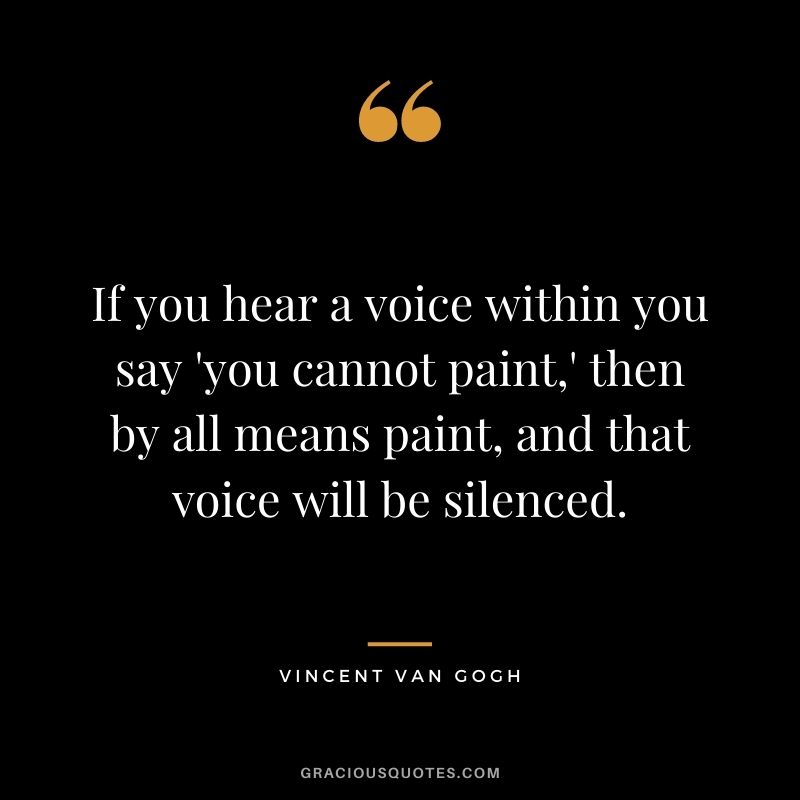 “
If you hear a voice within you
say 'you cannot paint,' then
by all means paint, and that
voice will be silenced.
VINCENT VAN GOGH
GRACIOUSQUOTES.COM